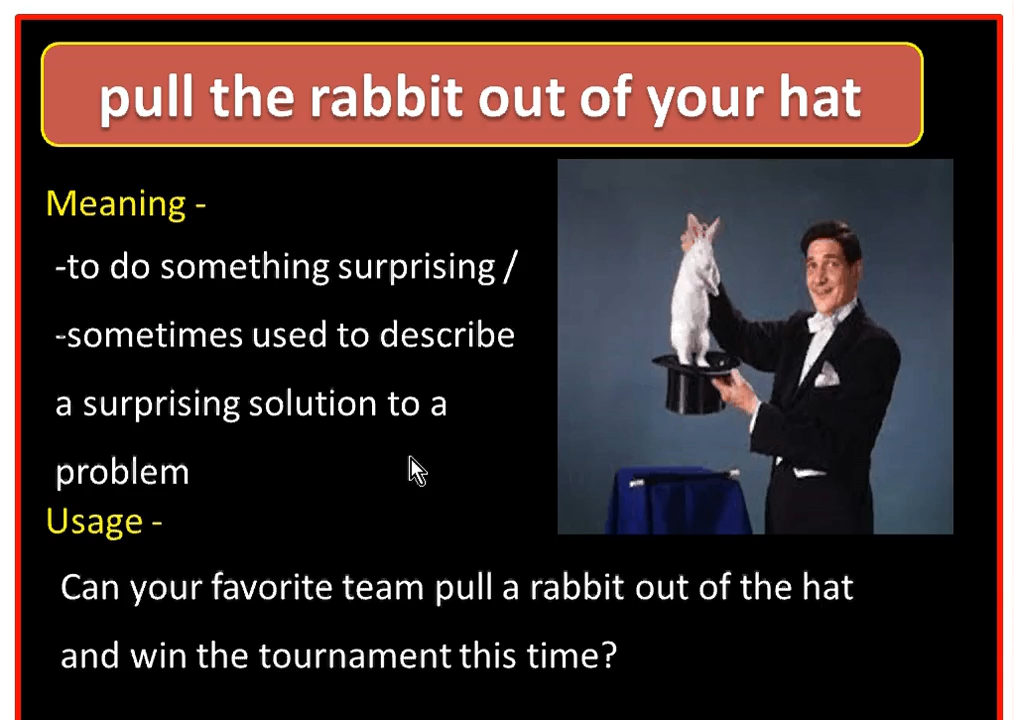 pull the rabbit out of your hat
Meaning -
-to do something surprising /
-sometimes used to describe
a surprising solution to a
problem
Usage -
Can your favorite team pull a rabbit out of the hat
and win the tournament this time?